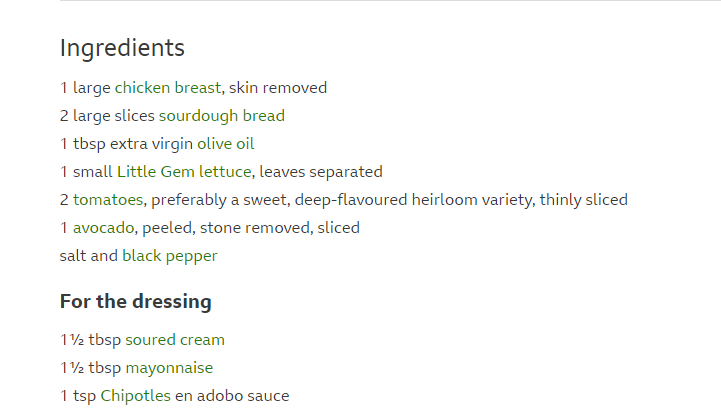 Ingredients
1 large chicken breast, skin removed
2 large slices sourdough bread
1 tbsp extra virgin olive oil
1 small Little Gem lettuce, leaves separated
2 tomatoes, preferably a sweet, deep-flavoured heirloom variety, thinly sliced
1 avocado, peeled, stone removed, sliced
salt and black pepper
For the dressing
1½ tbsp soured cream
1½ tbsp mayonnaise
1 tsp Chipotles en adobo sauce